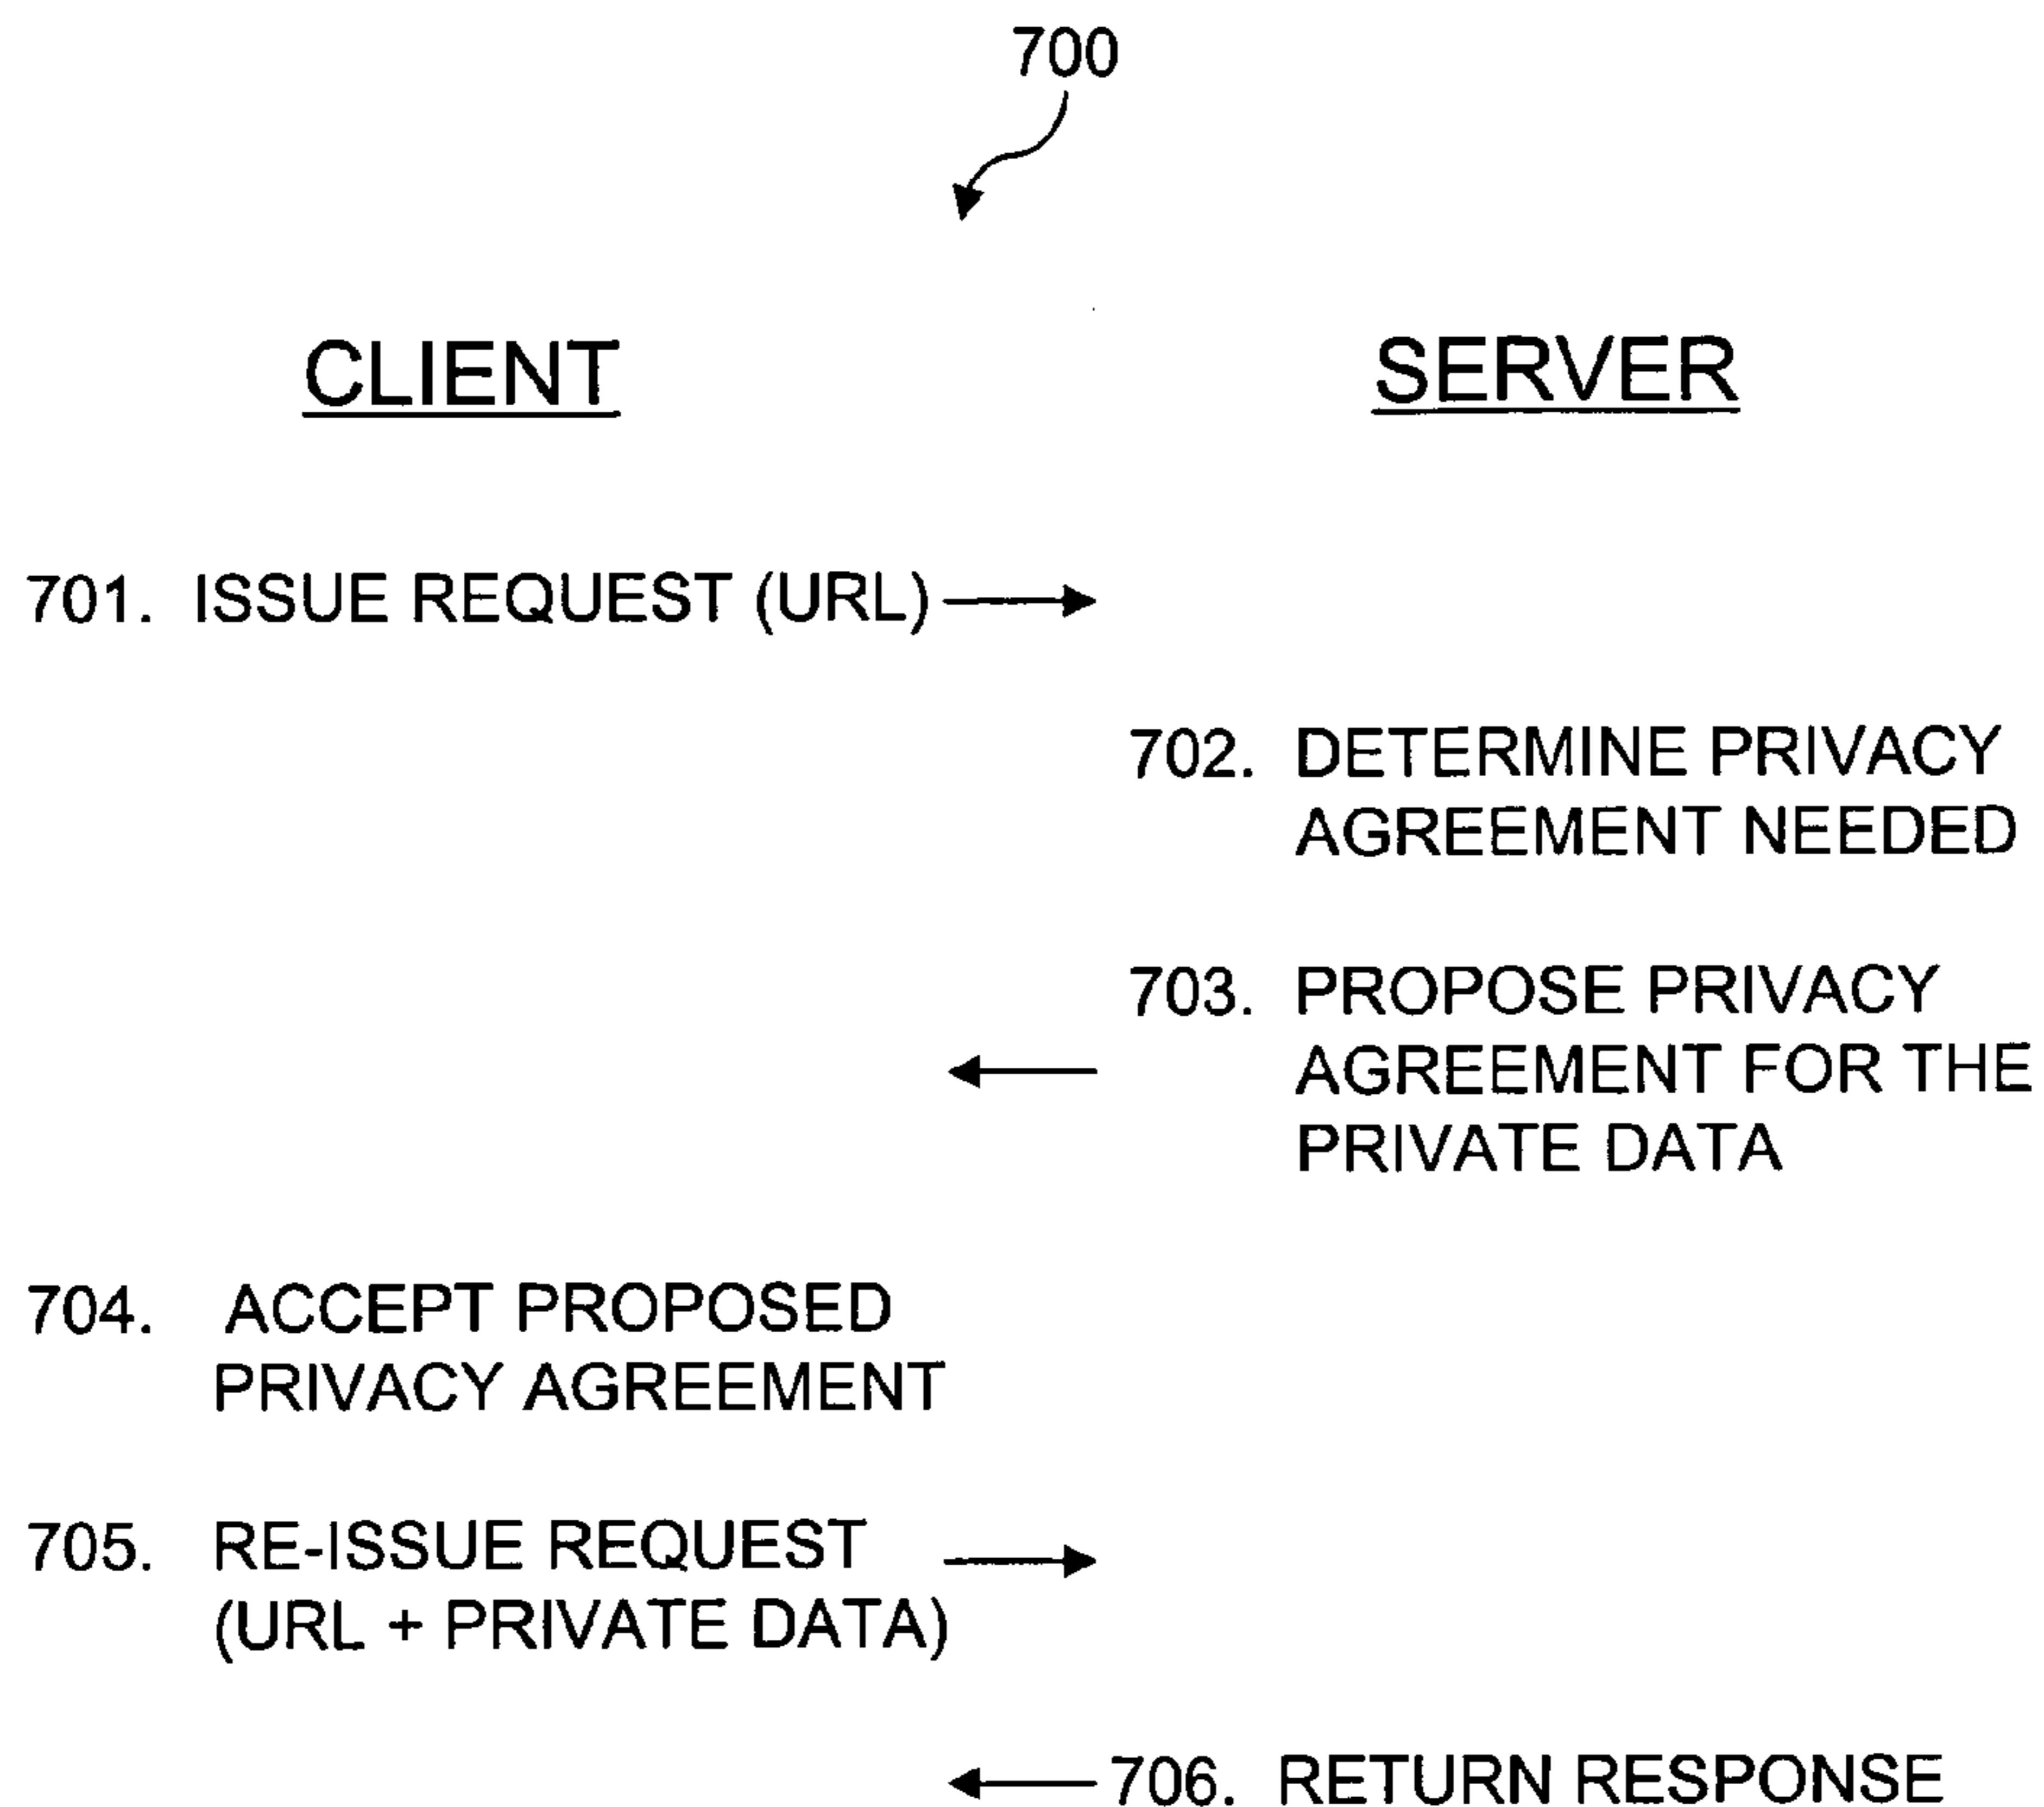 700
CLIENT
SERVER
701. ISSUE REQUEST (URL)
702. DETERMINE PRIVACY
AGREEMENT NEEDED
703. PROPOSE PRIVACY
AGREEMENT FOR THE
PRIVATE DATA
704. ACCEPT PROPOSED
PRIVACY AGREEMENT
705. RE-ISSUE REQUEST
(URL + PRIVATE DATA)
706. RETURN RESPONSE